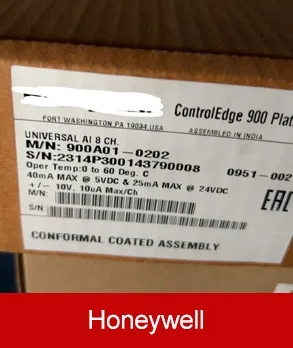 ControlEdge 900 Plat
FORT WASHINGTON, PA 19034 USA
ASSEMBLED IN INDIA
UNIVERSAL AI 8 CH.
M/N: 900A01-0202
S/N:2314P300143790008
0951-002
Oper Temp:0 to 60 Deg. C
40mA MAX @ 5VDC & 25mA MAX @ 24VDC
+/- 10V, 10uA Max/Ch
EAC
M/N:
S/N:
CONFORMAL COATED ASSEMBLY
Honeywell